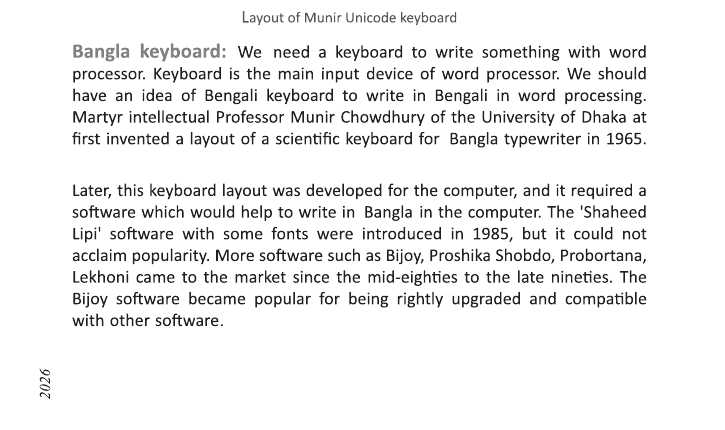 Layout of Munir Unicode keyboard
Bangla keyboard: We need a keyboard to write something with word
processor. Keyboard is the main input device of word processor. We should
have an idea of Bengali keyboard to write in Bengali in word processing.
Martyr intellectual Professor Munir Chowdhury of the University of Dhaka at
first invented a layout of a scientific keyboard for Bangla typewriter in 1965.
Later, this keyboard layout was developed for the computer, and it required a
software which would help to write in Bangla in the computer. The 'Shaheed
Lipi' software with some fonts were introduced in 1985, but it could not
acclaim popularity. More software such as Bijoy, Proshika Shobdo, Probortana,
Lekhoni came to the market since the mid-eighties to the late nineties. The
Bijoy software became popular for being rightly upgraded and compatible
with other software.
2026